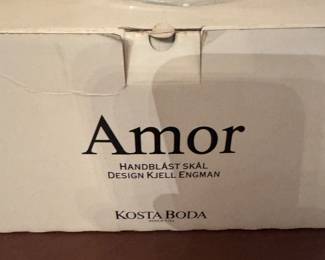 Amor
HANDBLÅST SKÅL
DESIGN KJELL ENGMAN
KOSTA BODA